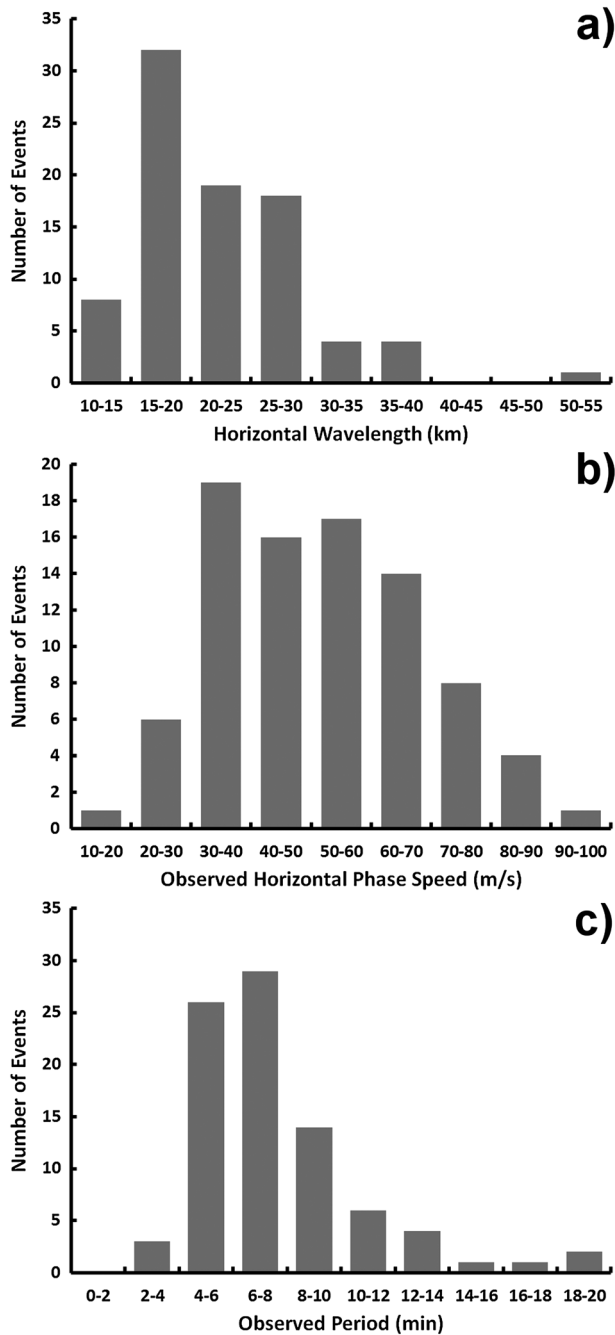 a)
Number of Events
35
30
25
20
15
10
5
0
10-15 15-20 20-25 25-30 30-35 35-40 40-45 45-50 50-55
Horizontal Wavelength (km)
b)
Number of Events
20
18
16
14
12
10
8
6
4
2
0
10-20 20-30 30-40 40-50 50-60 60-70 70-80 80-90 90-100
Observed Horizontal Phase Speed (m/s)
c)
Number of Events
35
30
25
20
15
10
5
0
0-2 2-4 4-6 6-8 8-10 10-12 12-14 14-16 16-18 18-20
Observed Period (min)